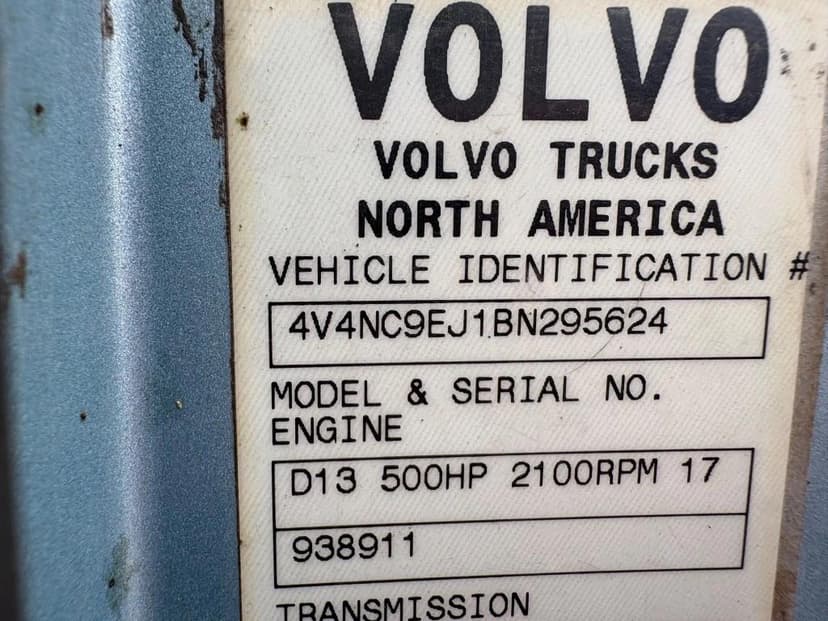 VOLVO
VOLVO TRUCKS
NORTH AMERICA
VEHICLE IDENTIFICATION #
4V4NC9EJ1BN295624
MODEL & SERIAL NO.
ENGINE
D13 500HP 2100RPM 17
938911
TRANSMISSION